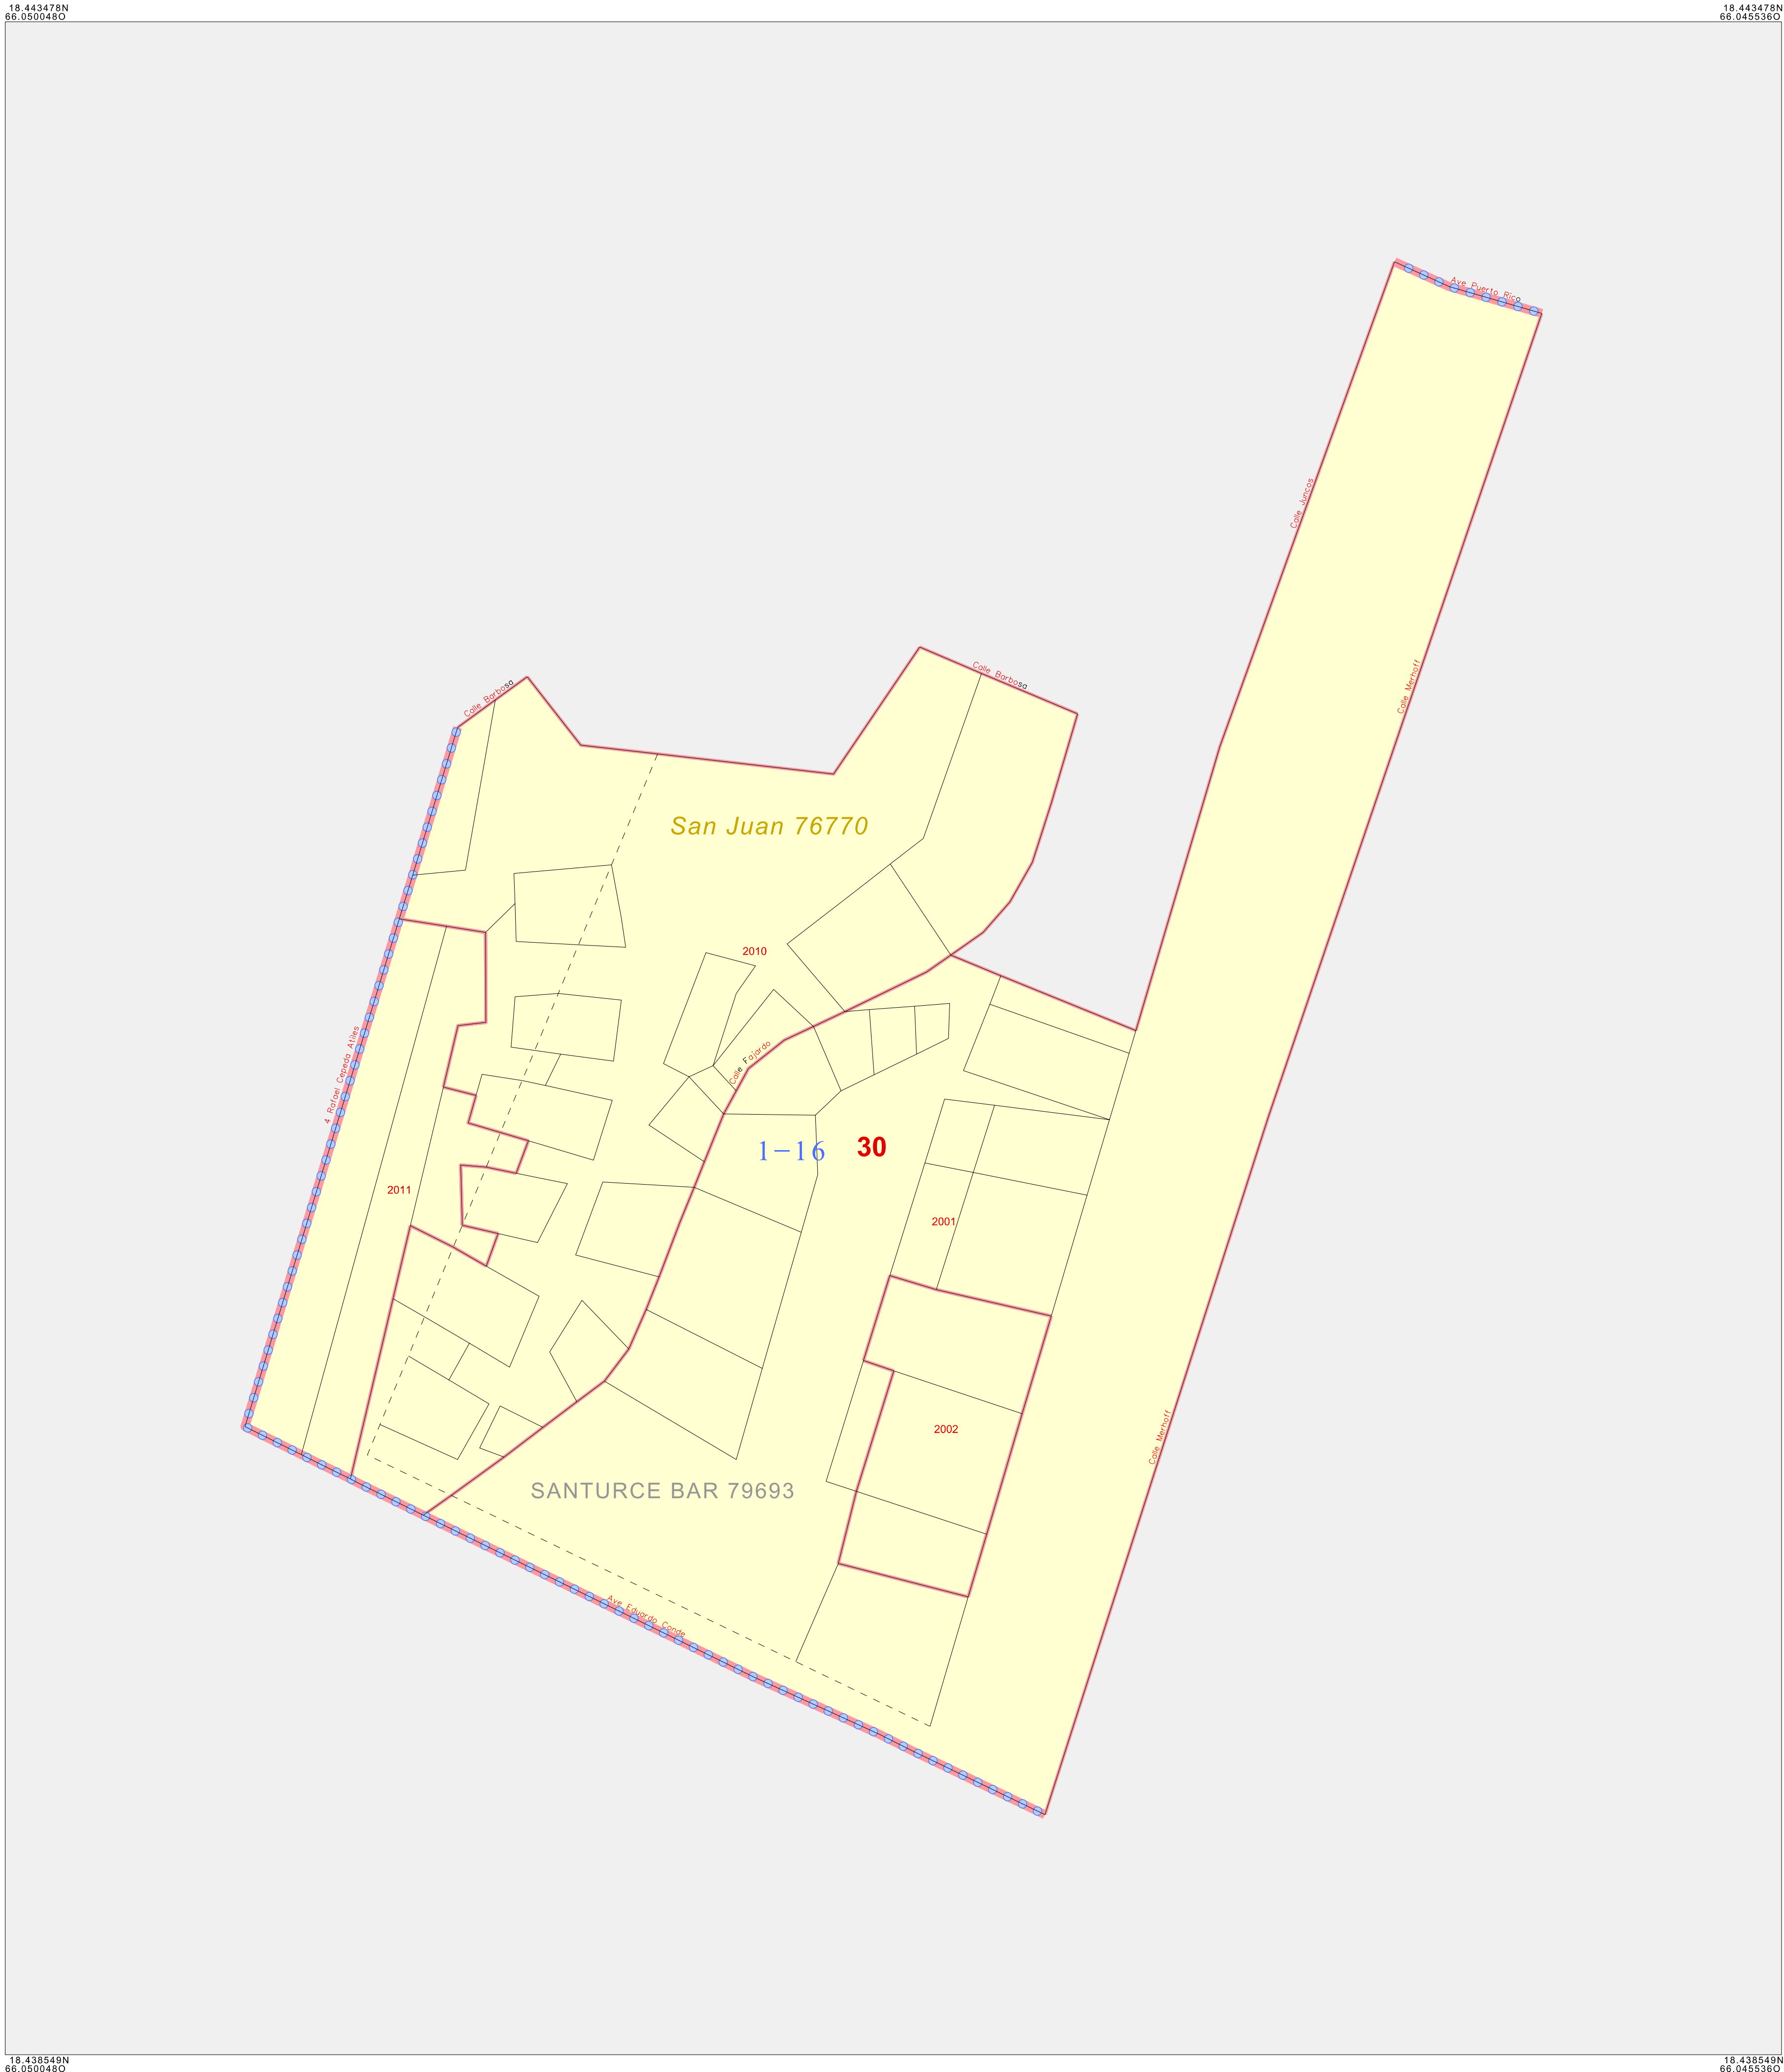 18.443478N
66.050048O
18.443478N
66.045536O
Ave Puerto Rico
Calle Juncos
Calle Merhoff
Calle Barbosa
Calle Barbosa
San Juan 76770
2010
Calle Fajardo
4 Rafael Cepeda Atiles
1-16
30
2011
2001
2002
Calle Merhoff
SANTURCE BAR 79693
Ave Eduardo Conde
18.438549N
66.050048O
18.438549N
66.045536O